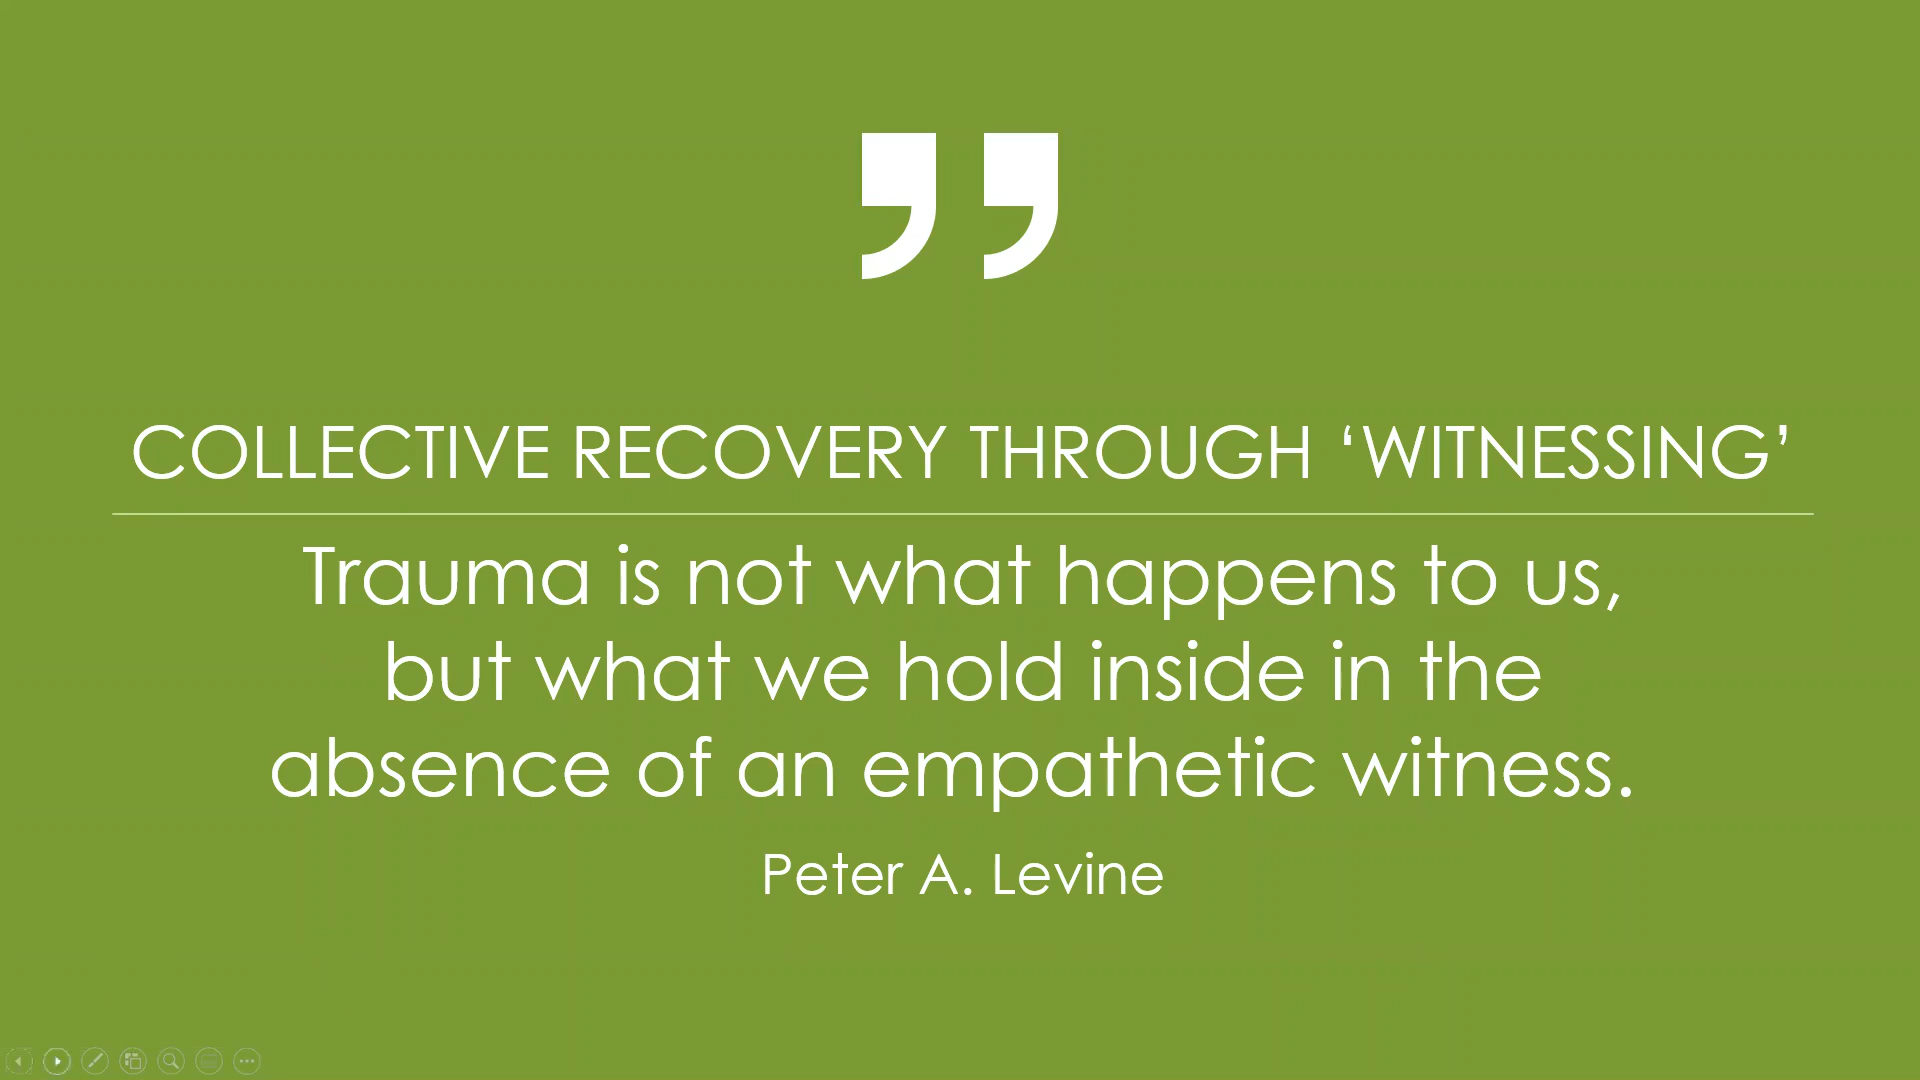 ”
COLLECTIVE RECOVERY THROUGH ‘WITNESSING’
Trauma is not what happens to us,
but what we hold inside in the
absence of an empathetic witness.
Peter A. Levine